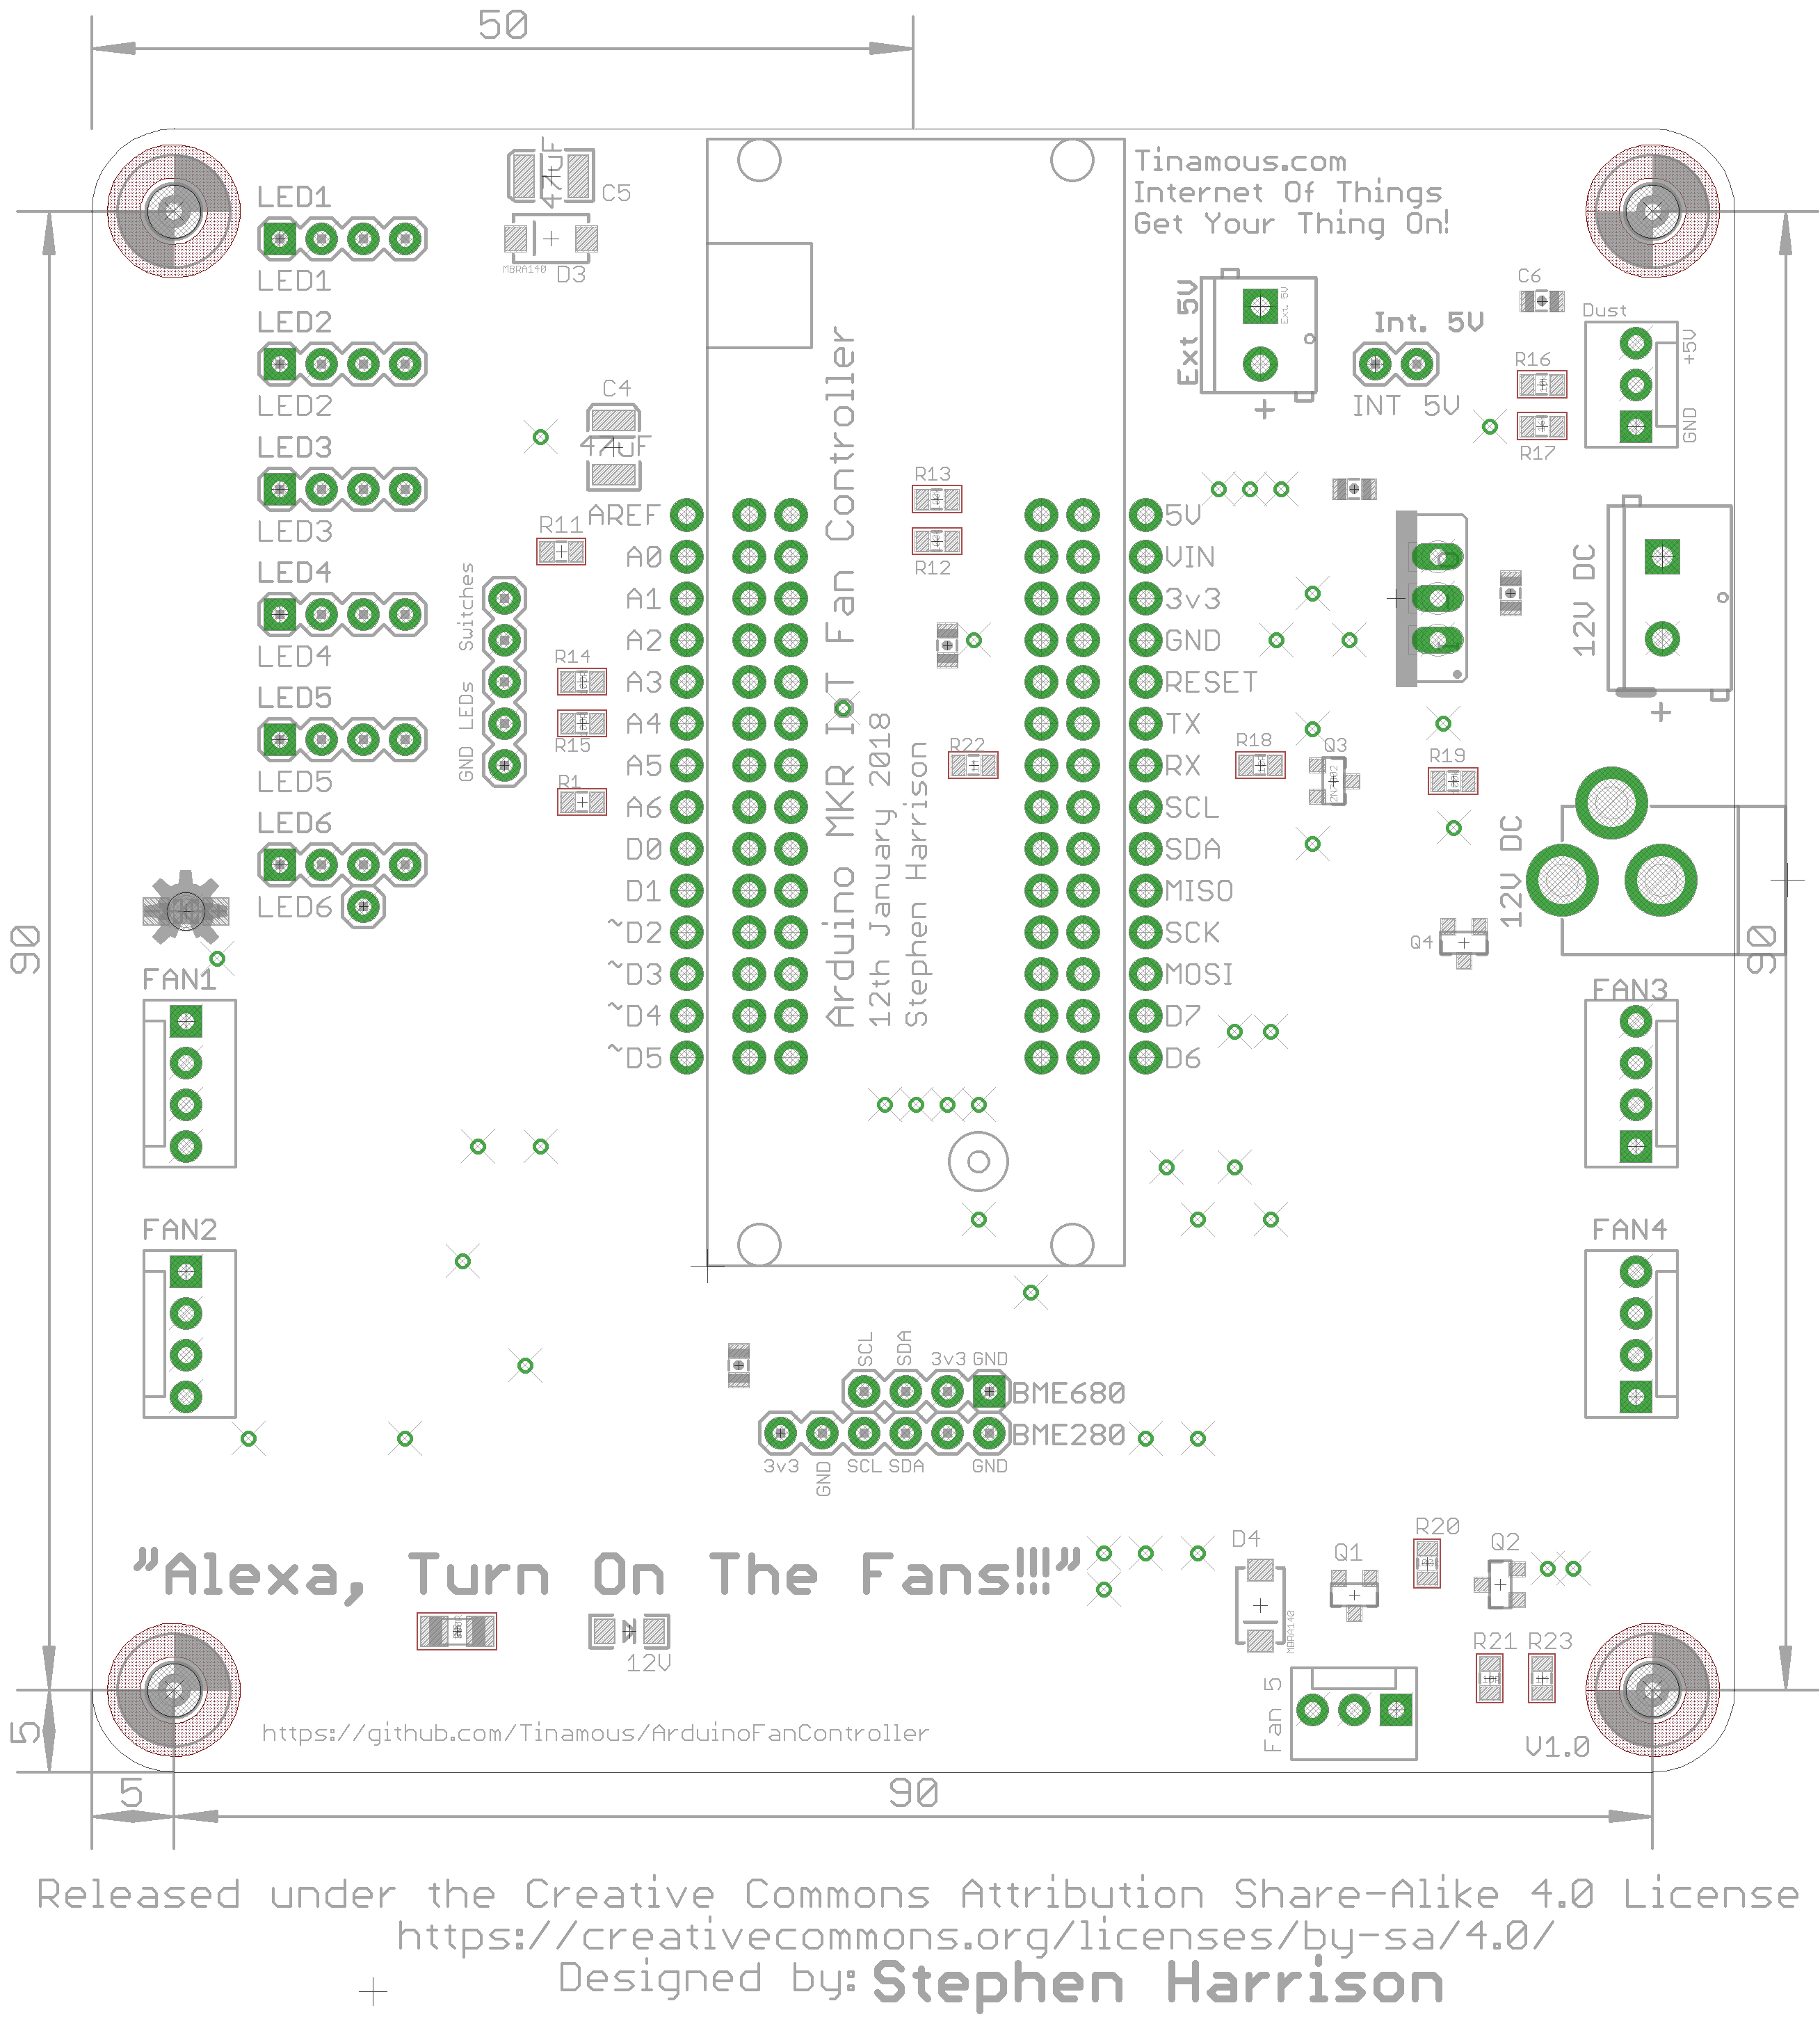 50
LED1
LED1
LED2
LED2
LED3
LED3
LED4
LED4
LED5
LED5
LED6
LED6
47uF
C5
MBRA140
D3
C4
47uF
R11
Switches
GND LEDs
R14
R15
R1
Tinamous.com
Internet Of Things
Get Your Thing On!
Ext 5V
+
Int. 5V
INT 5V
C6
Dust
+5V
GND
R16
R17
12V DC
+
AREF
A0
A1
A2
A3
A4
A5
A6
D0
D1
~D2
~D3
~D4
~D5
Arduino MKR IoT Fan Controller
12th January 2018
Stephen Harrison
R13
R12
R22
5V
VIN
3v3
GND
RESET
TX
RX
SCL
SDA
MISO
SCK
MOSI
D7
D6
R18
Q3
R19
12V DC
Q4
90
90
FAN1
FAN2
FAN3
FAN4
SCL
SDA
3v3
GND
BME680
BME280
3v3
GND
SCL
SDA
GND
"Alexa, Turn On The Fans!!!"
12V
D4
MBRA140
Q1
R20
Q2
R21
R23
Fan 5
V1.0
https://github.com/Tinamous/ArduinoFanController
5
5
90
Released under the Creative Commons Attribution Share-Alike 4.0 License
https://creativecommons.org/licenses/by-sa/4.0/
Designed by: Stephen Harrison